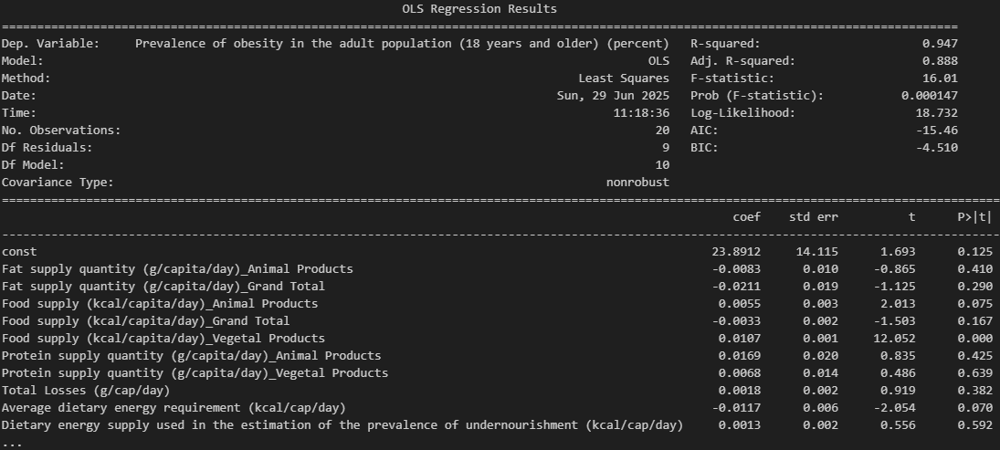 OLS Regression Results
==============================================================================
Dep. Variable: Prevalence of obesity in the adult population (18 years and older) (percent) R-squared: 0.947
Model: OLS Adj. R-squared: 0.888
Method: Least Squares F-statistic: 16.01
Date: Sun, 29 Jun 2025 Prob (F-statistic): 0.000147
Time: 11:18:36 Log-Likelihood: 18.732
No. Observations: 20 AIC: -15.46
Df Residuals: 9 BIC: -4.510
Df Model: 10
Covariance Type: nonrobust
==============================================================================
coef std err t P>|t|
------------------------------------------------------------------------------
const 23.8912 14.115 1.693 0.125
Fat supply quantity (g/capita/day)_Animal Products -0.0083 0.010 -0.865 0.410
Fat supply quantity (g/capita/day)_Grand Total -0.0211 0.019 -1.125 0.290
Food supply (kcal/capita/day)_Animal Products 0.0055 0.003 2.013 0.075
Food supply (kcal/capita/day)_Grand Total -0.0033 0.002 -1.503 0.167
Food supply (kcal/capita/day)_Vegetal Products 0.0107 0.001 12.052 0.000
Protein supply quantity (g/capita/day)_Animal Products 0.0169 0.020 0.835 0.425
Protein supply quantity (g/capita/day)_Vegetal Products 0.0068 0.014 0.486 0.639
Total Losses (g/cap/day) 0.0018 0.002 0.919 0.382
Average dietary energy requirement (kcal/cap/day) -0.0117 0.006 -2.054 0.070
Dietary energy supply used in the estimation of the prevalence of undernourishment (kcal/cap/day) 0.0013 0.002 0.556 0.592
...